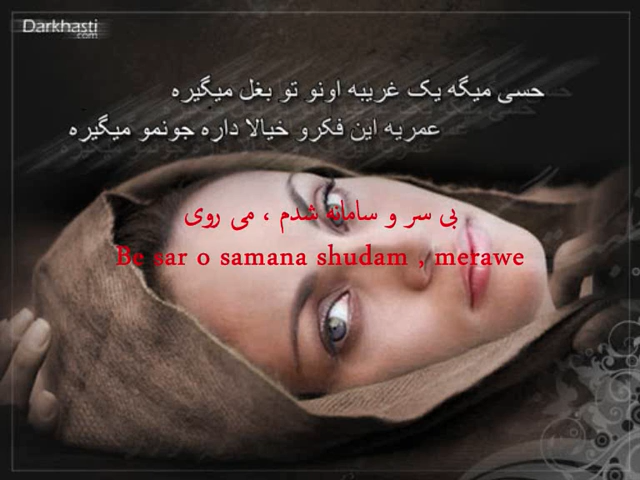 Darkhasti
.com
حسی میگه یک غریبه اونو تو بغل میگیره
عمریه این فکرو خیالا داره جونمو میگیره
بی سر و سامانه شدم ، می روی
Be sar o samana shudam , merawe